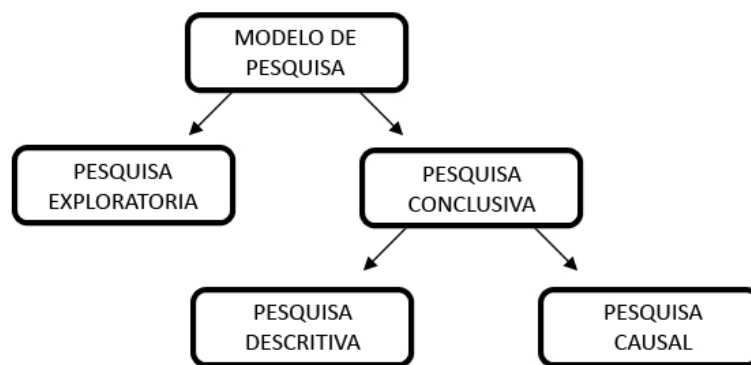 MODELO DE
PESQUISA
PESQUISA
EXPLORATORIA
PESQUISA
CONCLUSIVA
PESQUISA
DESCRITIVA
PESQUISA
CAUSAL